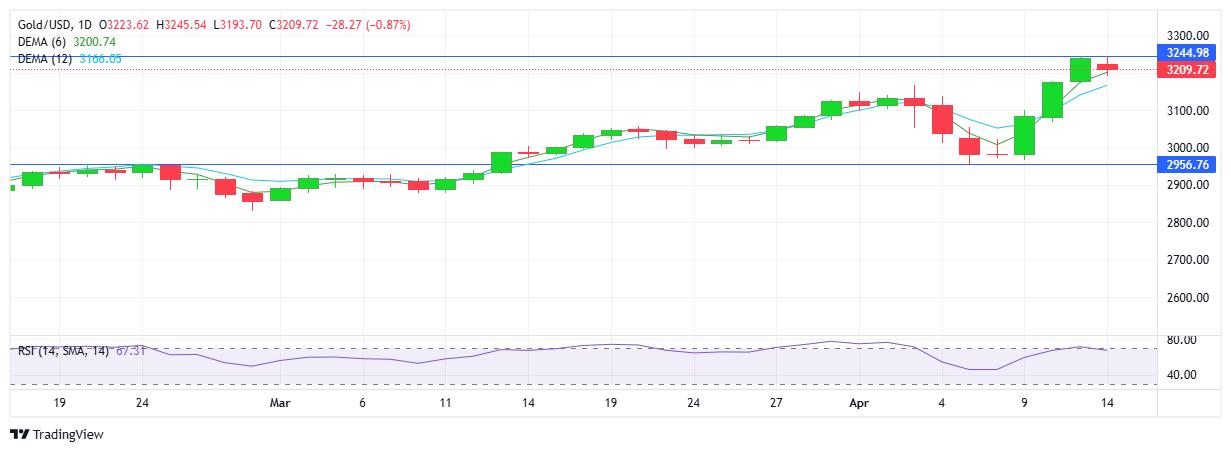 Gold/USD, 1D O3223.62 H3245.54 L3193.70 C3209.72 −28.27 (−0.87%)
DEMA (6) 3200.74
DEMA (12) 3166.05
3300.00
3244.98
3209.72
3100.00
3000.00
2956.76
2900.00
2800.00
2700.00
2600.00
RSI (14, SMA, 14) 67.31
80.00
40.00
19 24 Mar 6 11 14 19 24 27 Apr 4 9 14
TradingView